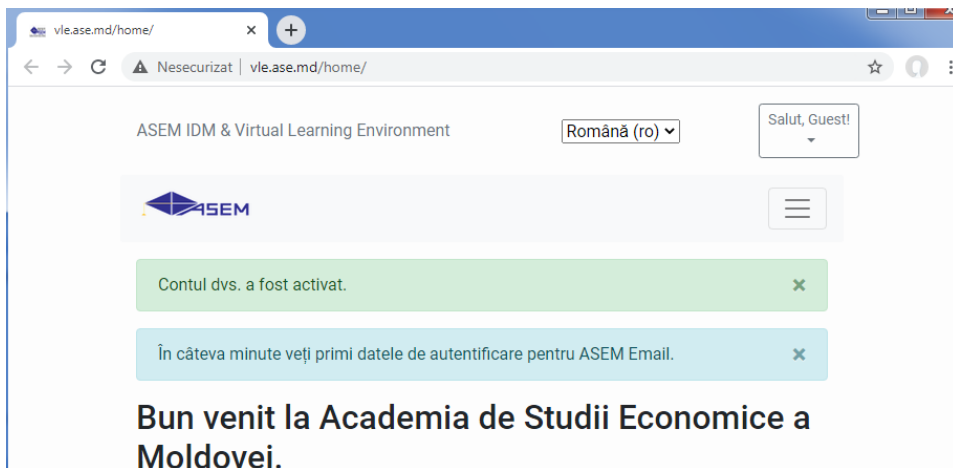 vle.ase.md/home/
Nesecurizat | vle.ase.md/home/
ASEM IDM & Virtual Learning Environment
Română (ro)
Salut, Guest!
ASEM
Contul dvs. a fost activat.
În câteva minute veți primi datele de autentificare pentru ASEM Email.
Bun venit la Academia de Studii Economice a
Moldovei.